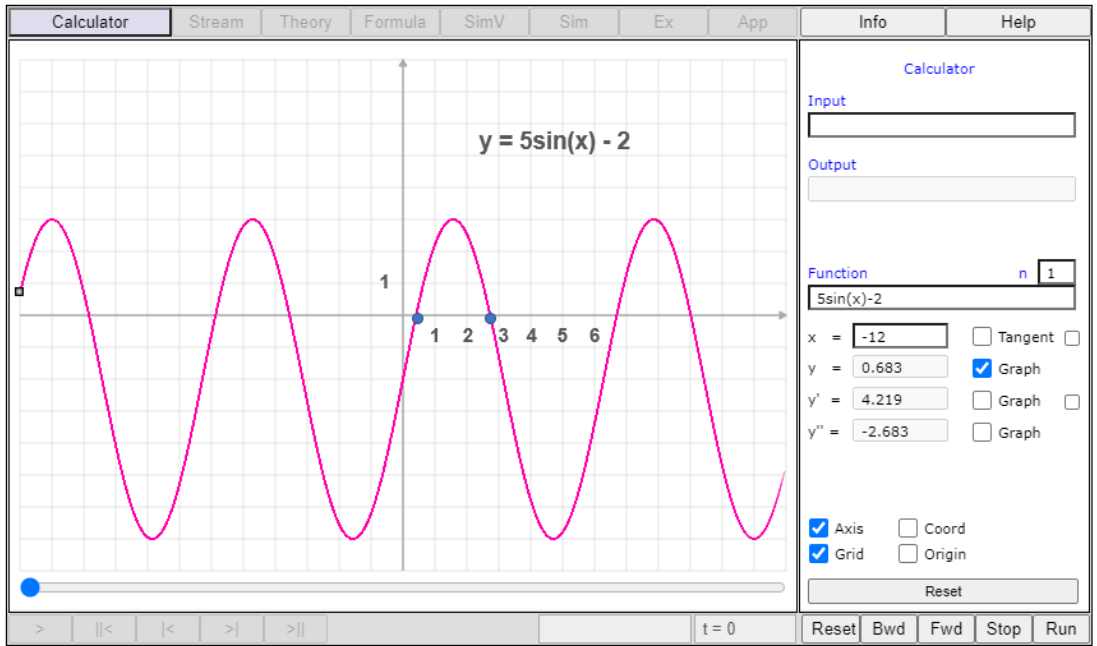 Calculator Stream Theory Formula SimV Sim Ex App Info Help
y = 5sin(x) - 2
1
1 2 3 4 5 6
Calculator
Input
Output
Function n 1
5sin(x)-2
x = -12 Tangent
y = 0.683 Graph
y' = 4.219 Graph
y'' = -2.683 Graph
Axis Coord
Grid Origin
Reset
> ||< |< >| >|| t = 0 Reset Bwd Fwd Stop Run